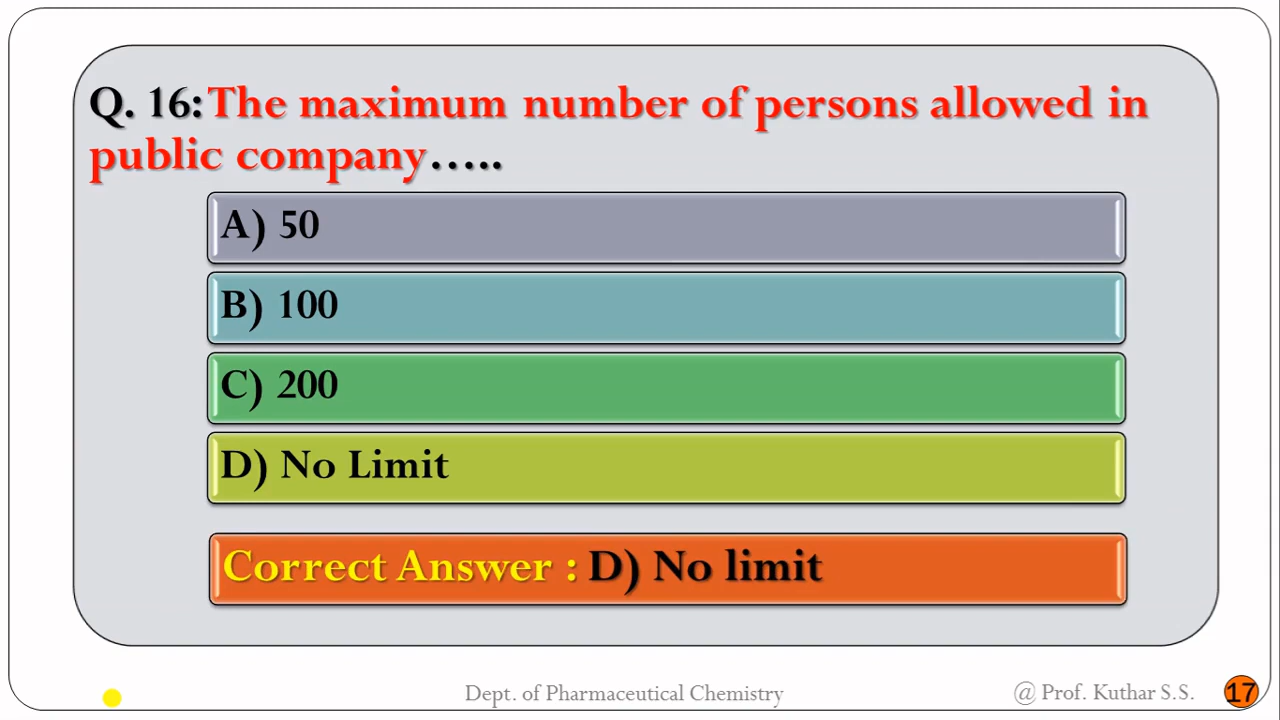 Q. 16:The maximum number of persons allowed in
public company…..
A) 50
B) 100
C) 200
D) No Limit
Correct Answer : D) No limit
Dept. of Pharmaceutical Chemistry
@ Prof. Kuthar S.S.
17